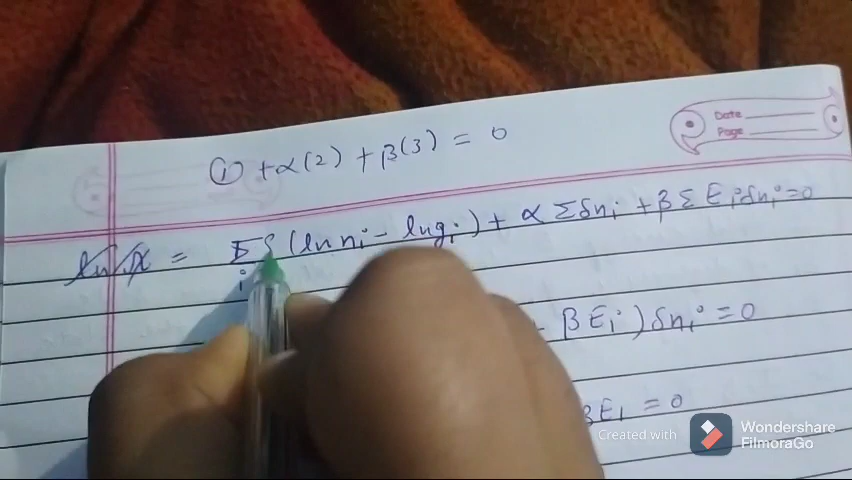 Date
Page
① + α(2) + β(3) = 0
ln = Σ (ln nᵢ - ln gᵢ) + α Σ δnᵢ + β Σ Eᵢ δnᵢ = 0
i
βEᵢ) δnᵢ = 0
βEᵢ = 0
Created with Wondershare FilmoraGo